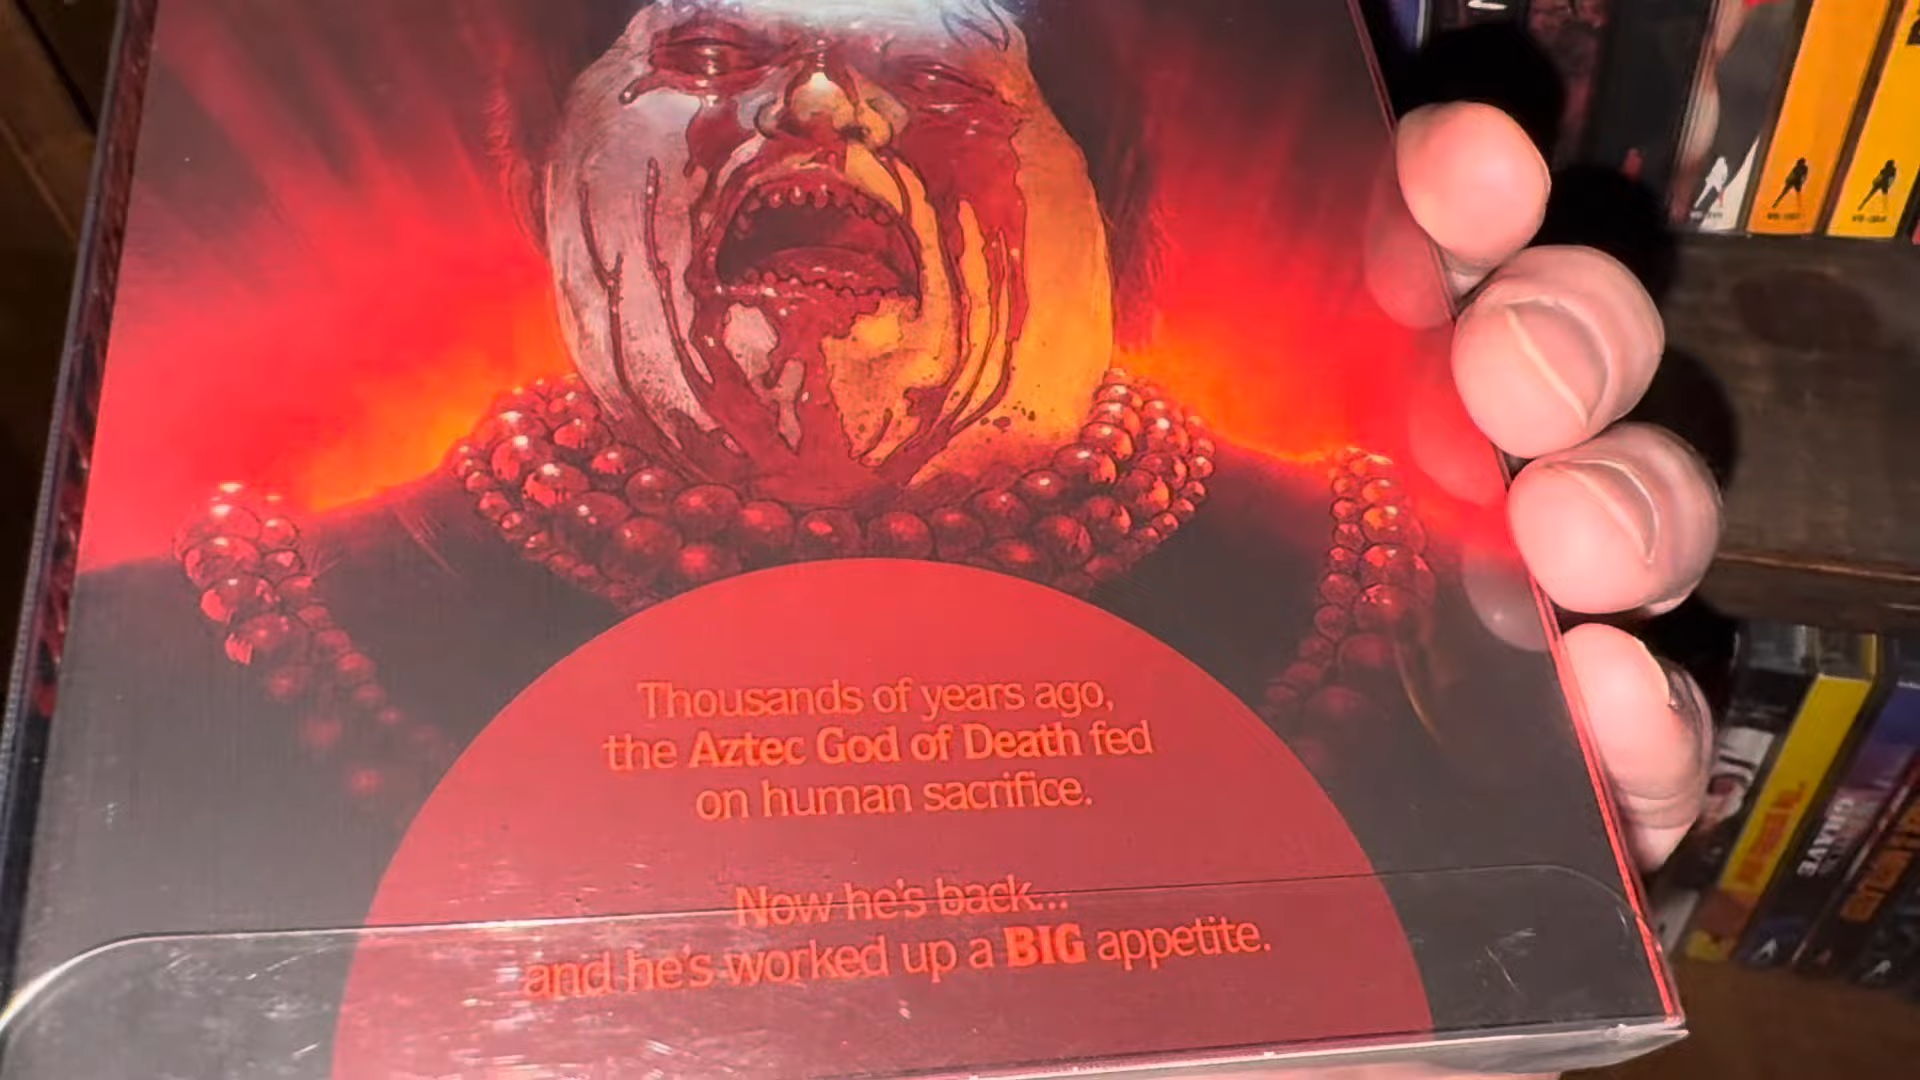 Thousands of years ago,
the Aztec God of Death fed
on human sacrifice.
Now he's back...
and he's worked up a BIG appetite.